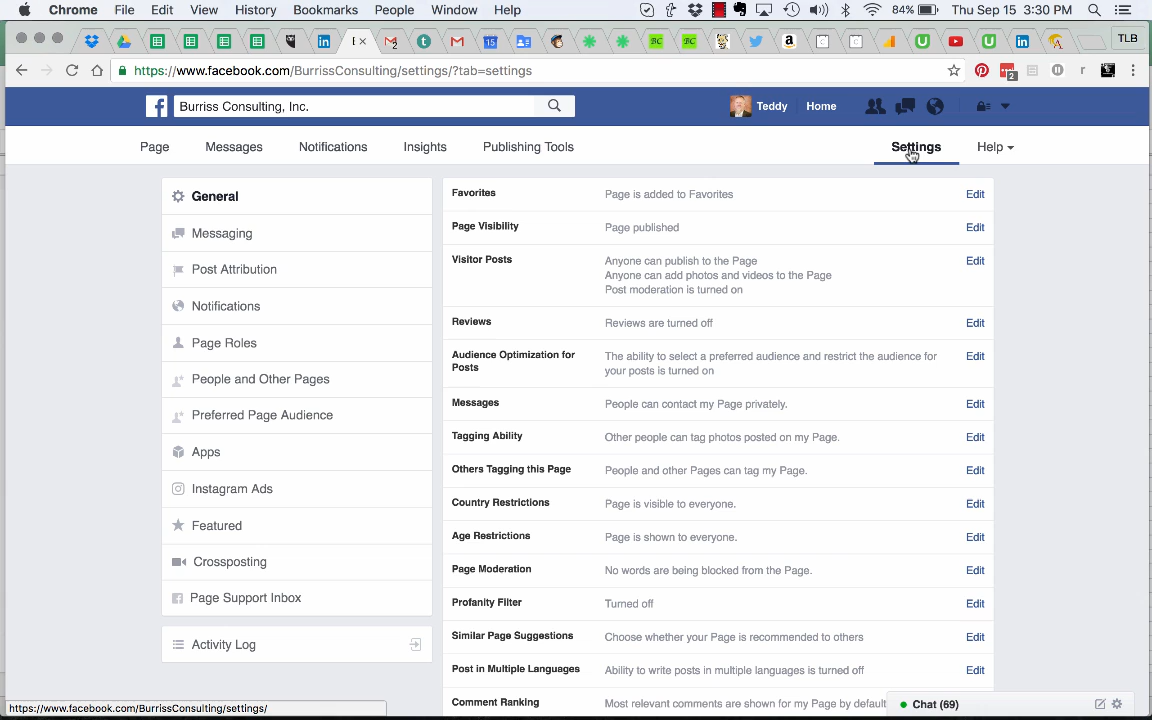 Chrome File Edit View History Bookmarks People Window Help 84% Thu Sep 15 3:30 PM
TLB
https://www.facebook.com/BurrissConsulting/settings/?tab=settings
Burriss Consulting, Inc. Teddy Home
Page Messages Notifications Insights Publishing Tools Settings Help
General
Messaging
Post Attribution
Notifications
Page Roles
People and Other Pages
Preferred Page Audience
Apps
Instagram Ads
Featured
Crossposting
Page Support Inbox
Activity Log
Favorites Page is added to Favorites Edit
Page Visibility Page published Edit
Visitor Posts Anyone can publish to the Page Edit
Anyone can add photos and videos to the Page
Post moderation is turned on
Reviews Reviews are turned off Edit
Audience Optimization for The ability to select a preferred audience and restrict the audience for Edit
Posts your posts is turned on
Messages People can contact my Page privately. Edit
Tagging Ability Other people can tag photos posted on my Page. Edit
Others Tagging this Page People and other Pages can tag my Page. Edit
Country Restrictions Page is visible to everyone. Edit
Age Restrictions Page is shown to everyone. Edit
Page Moderation No words are being blocked from the Page. Edit
Profanity Filter Turned off Edit
Similar Page Suggestions Choose whether your Page is recommended to others Edit
Post in Multiple Languages Ability to write posts in multiple languages is turned off Edit
Comment Ranking Most relevant comments are shown for my Page by default
https://www.facebook.com/BurrissConsulting/settings/
Chat (69)